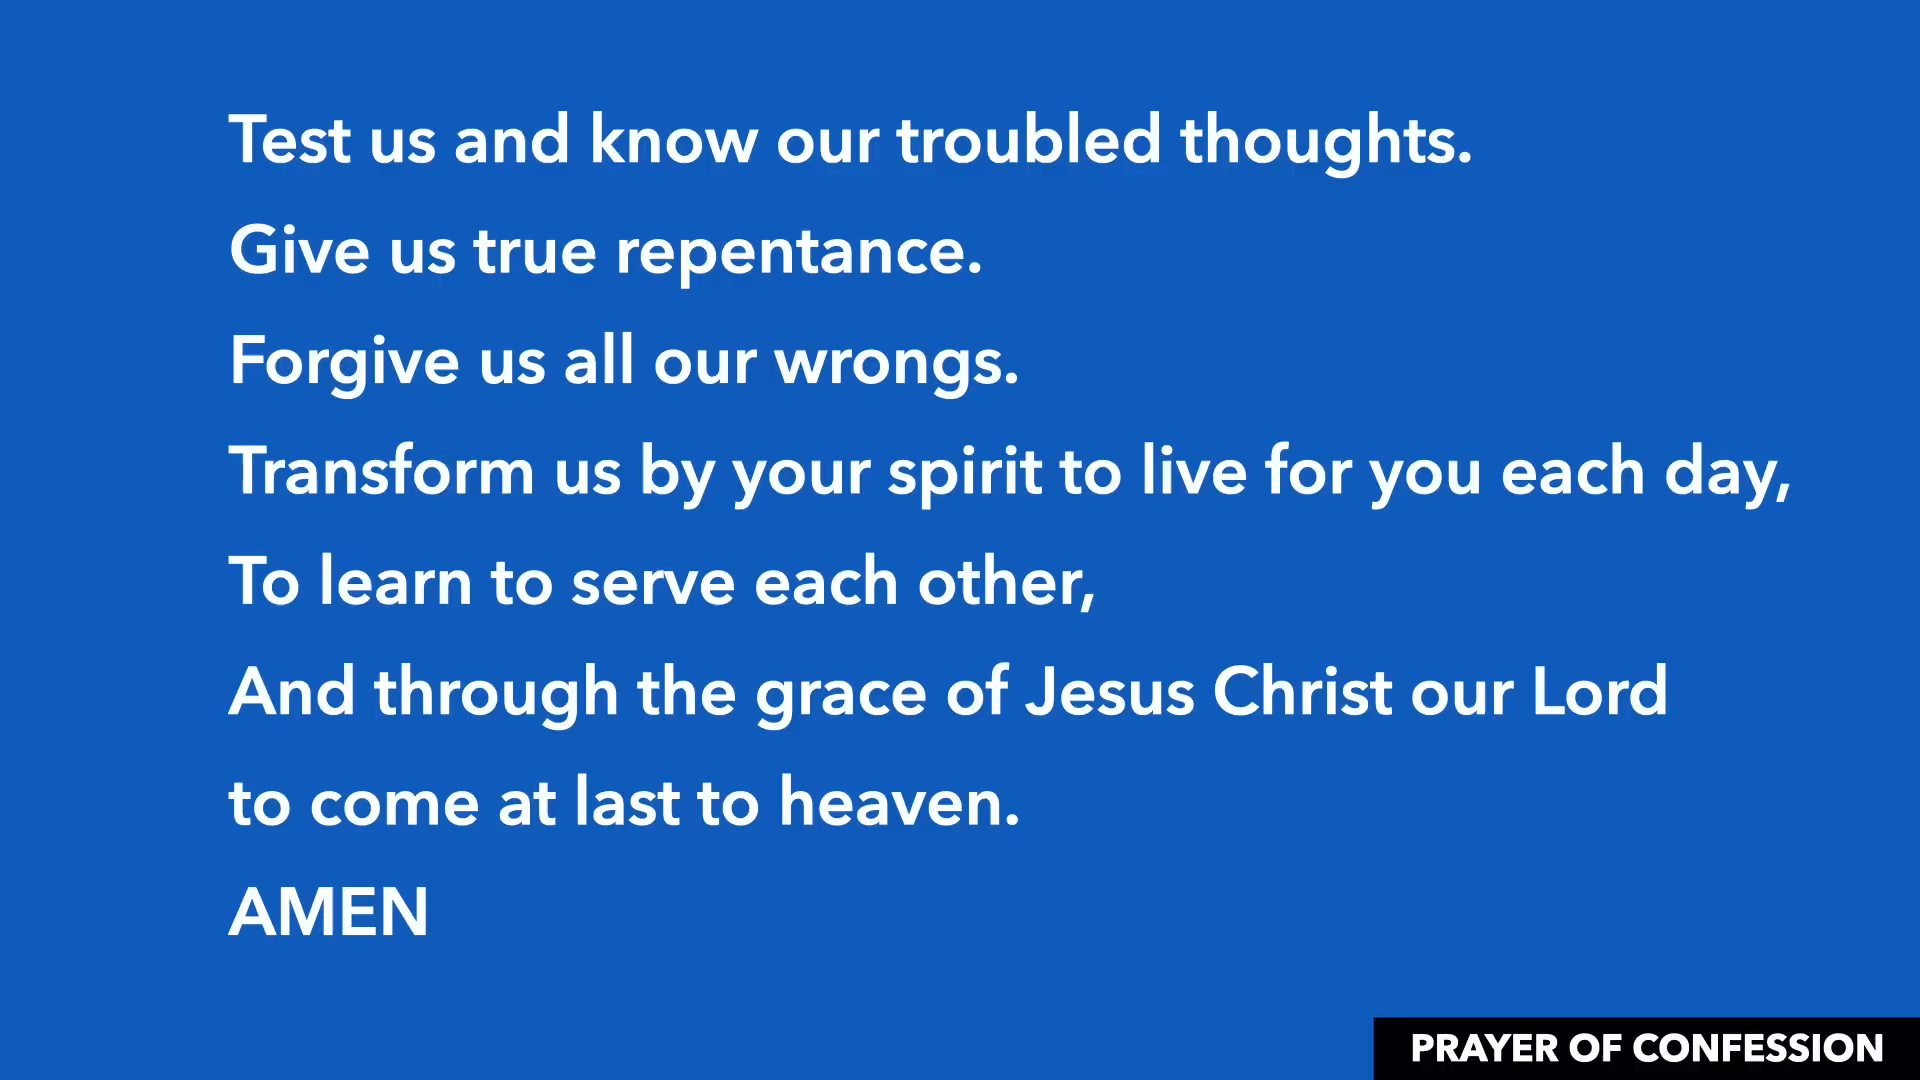 Test us and know our troubled thoughts.
Give us true repentance.
Forgive us all our wrongs.
Transform us by your spirit to live for you each day,
To learn to serve each other,
And through the grace of Jesus Christ our Lord
to come at last to heaven.
AMEN
PRAYER OF CONFESSION